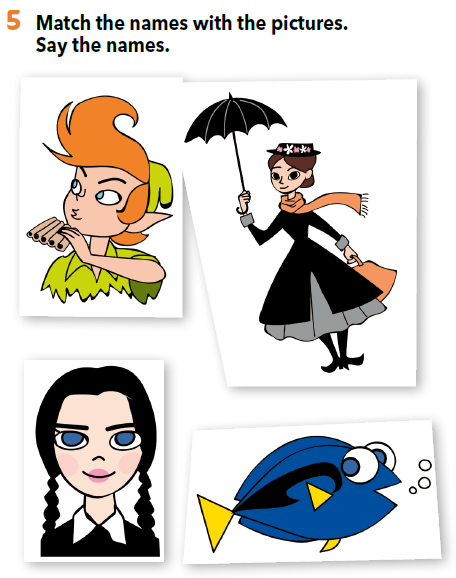 5 Match the names with the pictures.
Say the names.